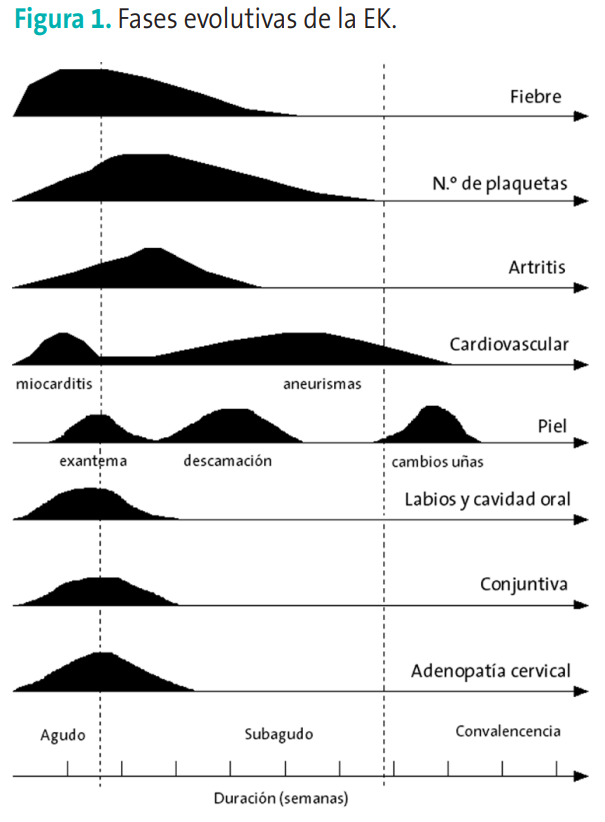 Figura 1. Fases evolutivas de la EK.
Fiebre
N.º de plaquetas
Artritis
Cardiovascular
miocarditis
aneurismas
Piel
exantema
descamación
cambios uñas
Labios y cavidad oral
Conjuntiva
Adenopatía cervical
Agudo
Subagudo
Convalencencia
Duración (semanas)